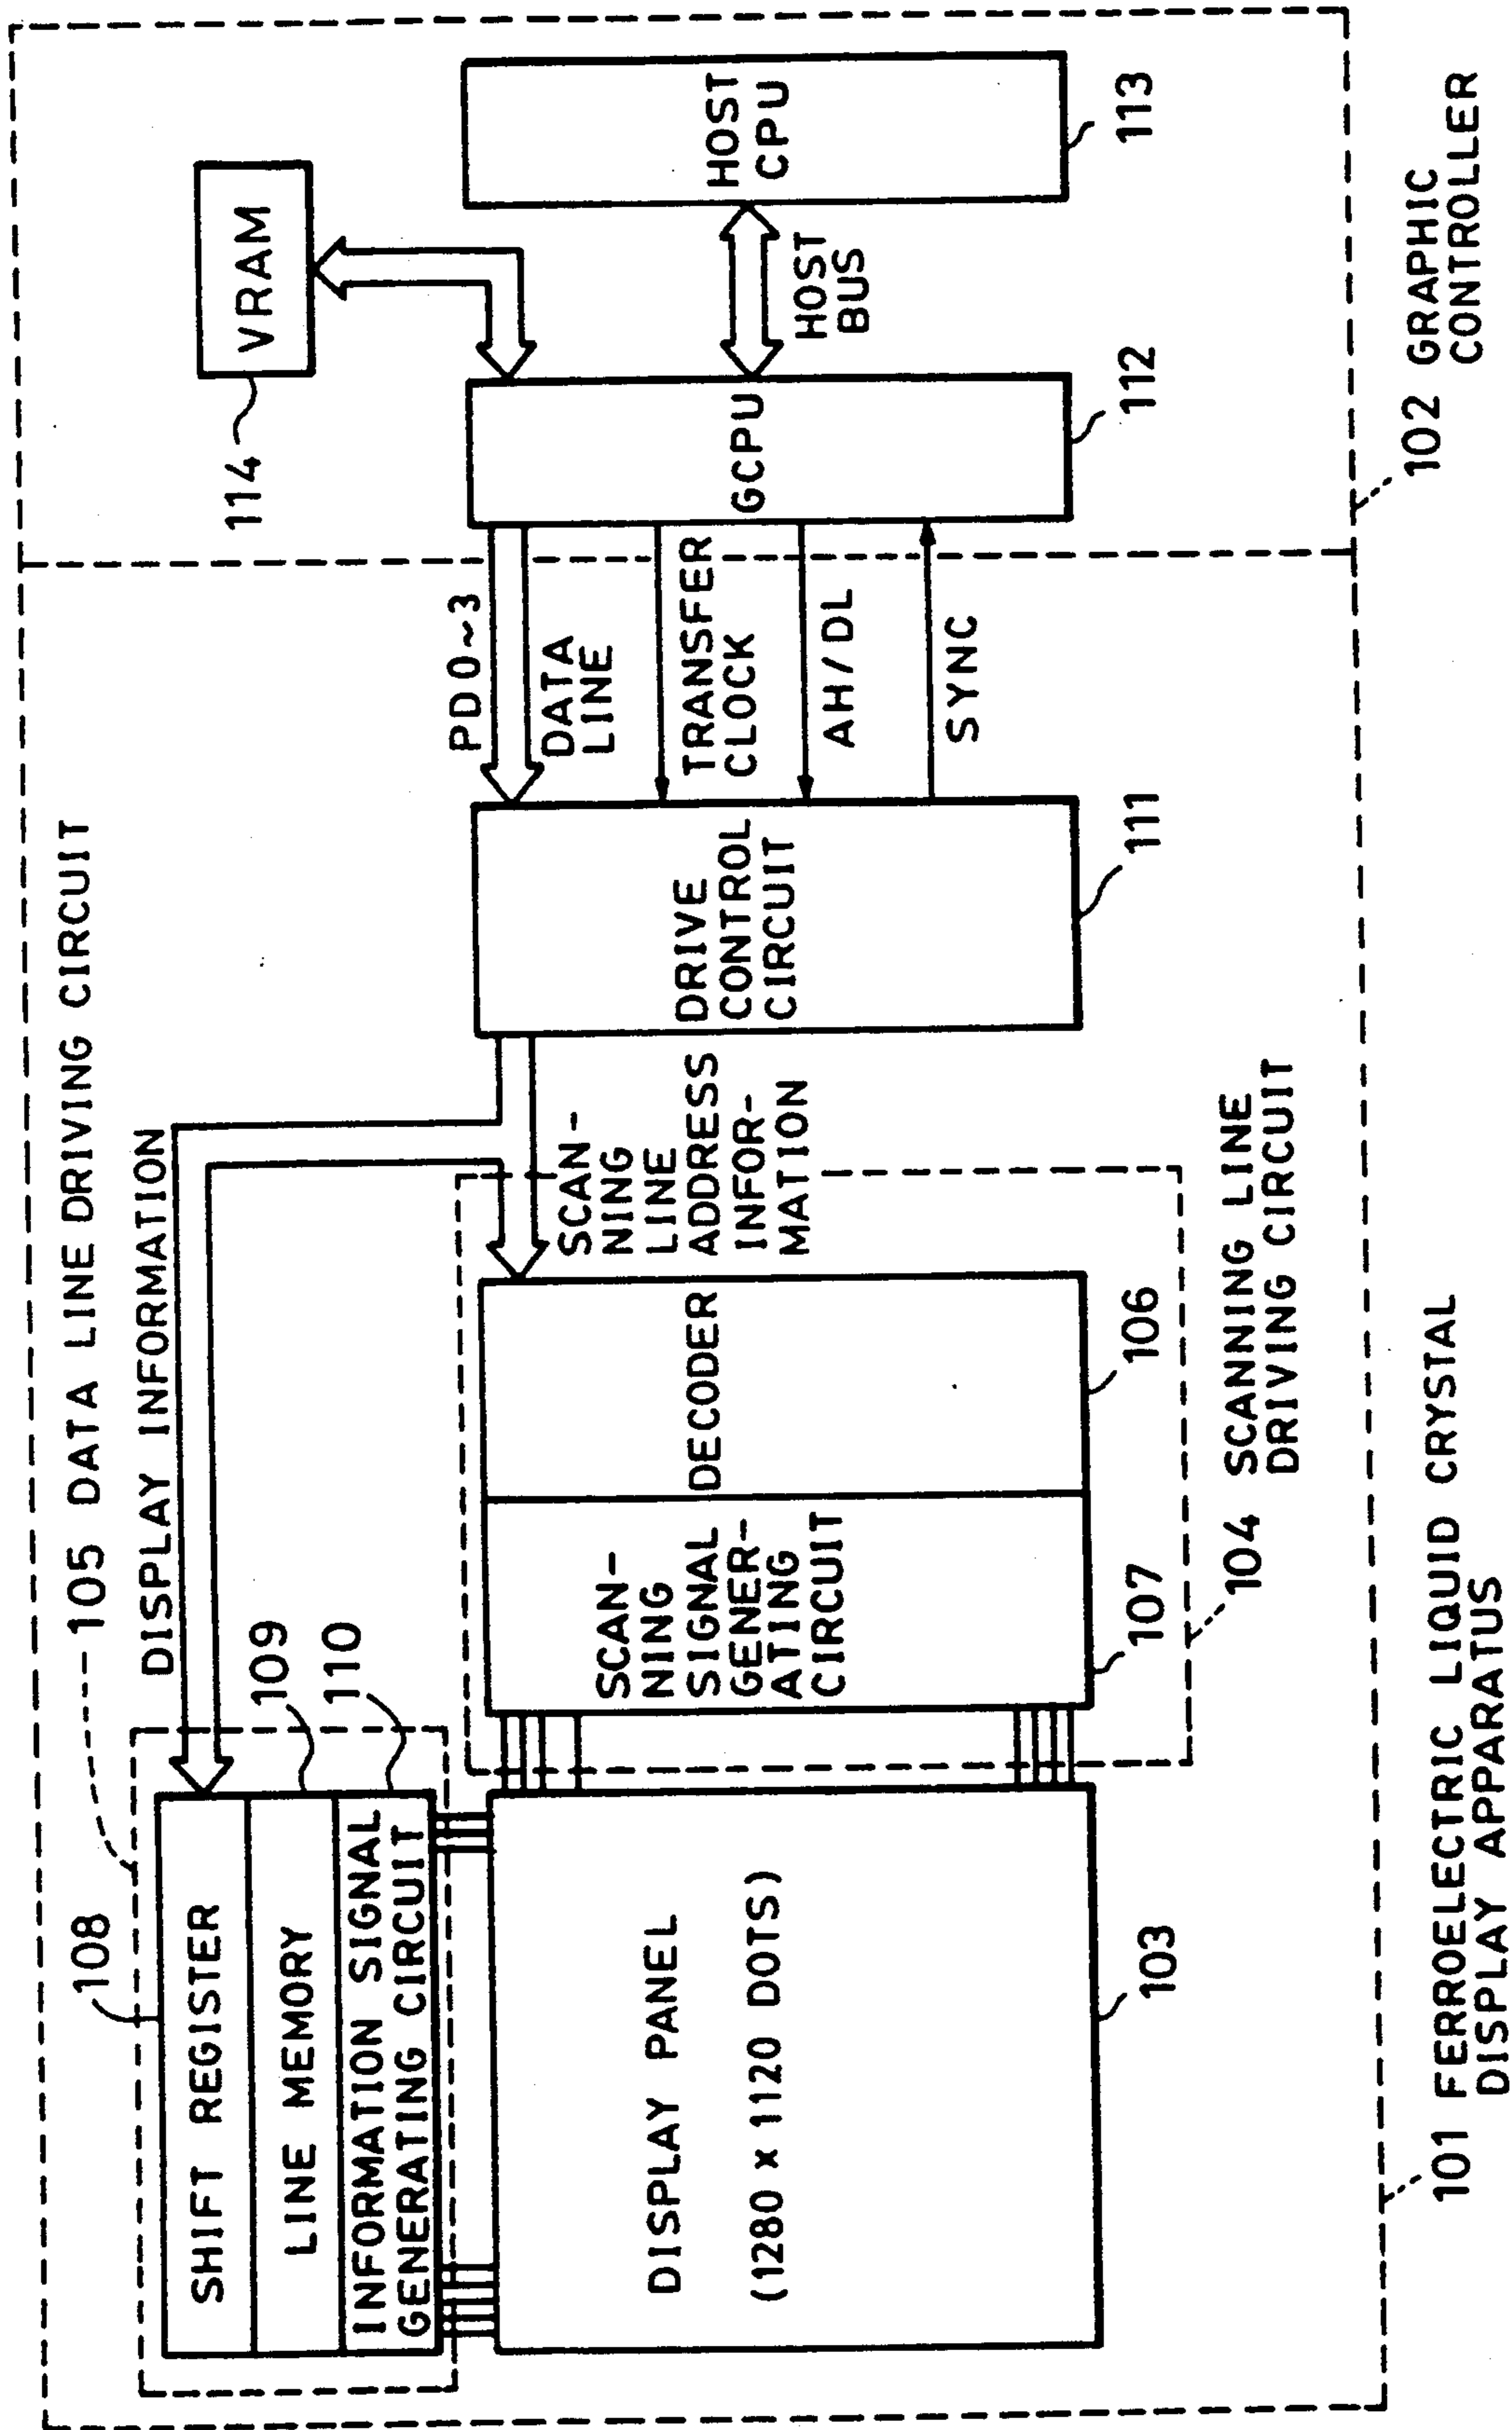 105 DATA LINE DRIVING CIRCUIT
DISPLAY INFORMATION
108
109
110
SHIFT REGISTER
LINE MEMORY
INFORMATION SIGNAL
GENERATING CIRCUIT
DISPLAY PANEL
(1280 x 1120 DOTS)
103
SCAN-
NING
SIGNAL
GENER-
ATING
CIRCUIT
107
DECODER
106
104 SCANNING LINE
DRIVING CIRCUIT
SCAN-
NING
LINE
ADDRESS
INFOR-
MATION
DRIVE
CONTROL
CIRCUIT
111
PD0~3
DATA
LINE
TRANSFER
CLOCK
AH/DL
SYNC
114
VRAM
GCPU
112
HOST
BUS
HOST
CPU
113
101 FERROELECTRIC LIQUID CRYSTAL
DISPLAY APPARATUS
102 GRAPHIC
CONTROLLER